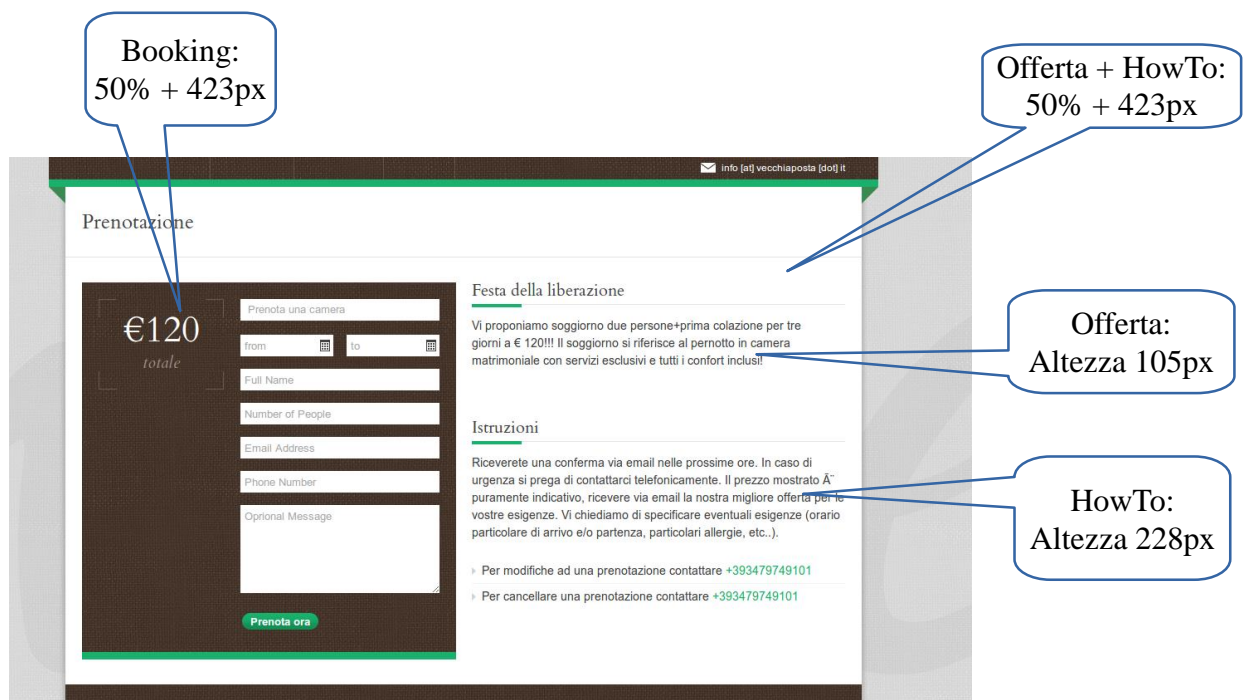 Booking:
50% + 423px
Offerta + HowTo:
50% + 423px
info [at] vecchiaposta [dot] it
Prenotazione
€120
totale
Prenota una camera
from
to
Full Name
Number of People
Email Address
Phone Number
Oprional Message
Prenota ora
Festa della liberazione
Vi proponiamo soggiorno due persone+prima colazione per tre
giorni a € 120!!! Il soggiorno si riferisce al pernotto in camera
matrimoniale con servizi esclusivi e tutti i confort inclusi!
Offerta:
Altezza 105px
Istruzioni
Riceverete una conferma via email nelle prossime ore. In caso di
urgenza si prega di contattarci telefonicamente. Il prezzo mostrato Ã¨
puramente indicativo, ricevere via email la nostra migliore offerta per le
vostre esigenze. Vi chiediamo di specificare eventuali esigenze (orario
particolare di arrivo e/o partenza, particolari allergie, etc..).
Per modifiche ad una prenotazione contattare +393479749101
Per cancellare una prenotazione contattare +393479749101
HowTo:
Altezza 228px